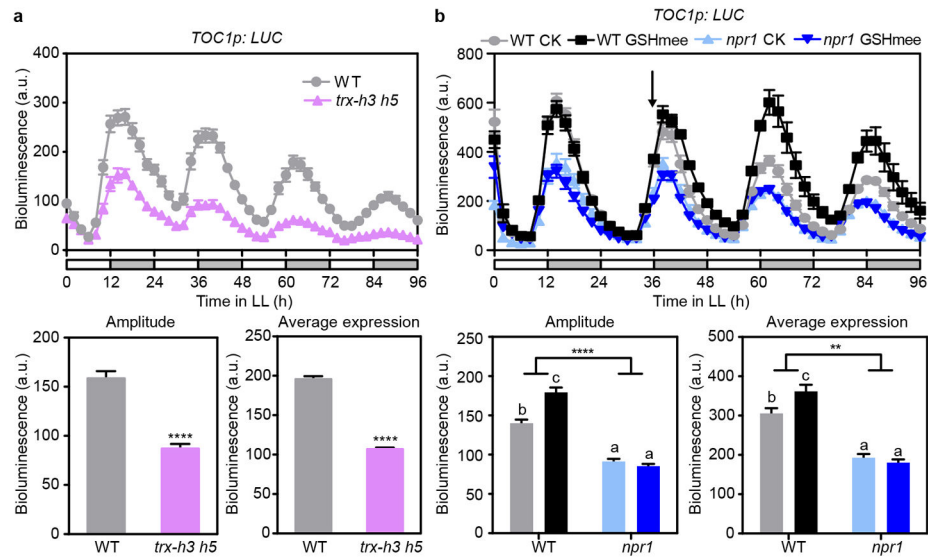 a
TOC1p: LUC
Bioluminescence (a.u.)
400
300
200
100
0
WT
trx-h3 h5
0 12 24 36 48 60 72 84 96
Time in LL (h)
Amplitude
Bioluminescence (a.u.)
200
150
100
50
0
****
WT trx-h3 h5
Average expression
Bioluminescence (a.u.)
250
200
150
100
50
0
****
WT trx-h3 h5
b
TOC1p: LUC
WT CK WT GSHmee npr1 CK npr1 GSHmee
Bioluminescence (a.u.)
800
600
400
200
0
0 12 24 36 48 60 72 84 96
Time in LL (h)
Amplitude
Bioluminescence (a.u.)
250
200
150
100
50
0
****
b c a a
WT npr1
Average expression
Bioluminescence (a.u.)
500
400
300
200
100
0
**
b c a a
WT npr1